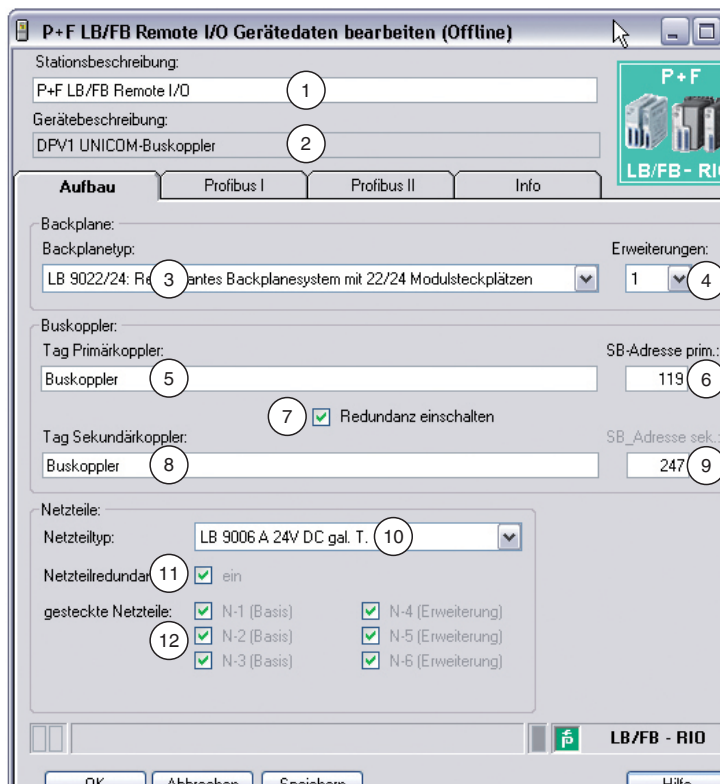 P+F LB/FB Remote I/O Gerätedaten bearbeiten (Offline)
Stationsbeschreibung:
P+F LB/FB Remote I/O 1
Gerätebeschreibung:
DPV1 UNICOM-Buskoppler 2
P+F
LB/FB - RIO
Aufbau Profibus I Profibus II Info
Backplane:
Backplanetyp: Erweiterungen:
LB 9022/24: 3 Backplanesystem mit 22/24 Modulsteckplätzen 1 4
Buskoppler:
Tag Primärkoppler: SB-Adresse prim.:
Buskoppler 5 119 6
7 Redundanz einschalten
Tag Sekundärkoppler: SB_Adresse sek.:
Buskoppler 8 247 9
Netzteile:
Netzteiltyp: LB 9006 A 24V DC gal. T. 10
11 ein
gesteckte Netzteile: N-1 (Basis) N-4 (Erweiterung)
12 N-2 (Basis) N-5 (Erweiterung)
N-3 (Basis) N-6 (Erweiterung)
LB/FB - RIO
OK Abbrechen Speichern Hilfe